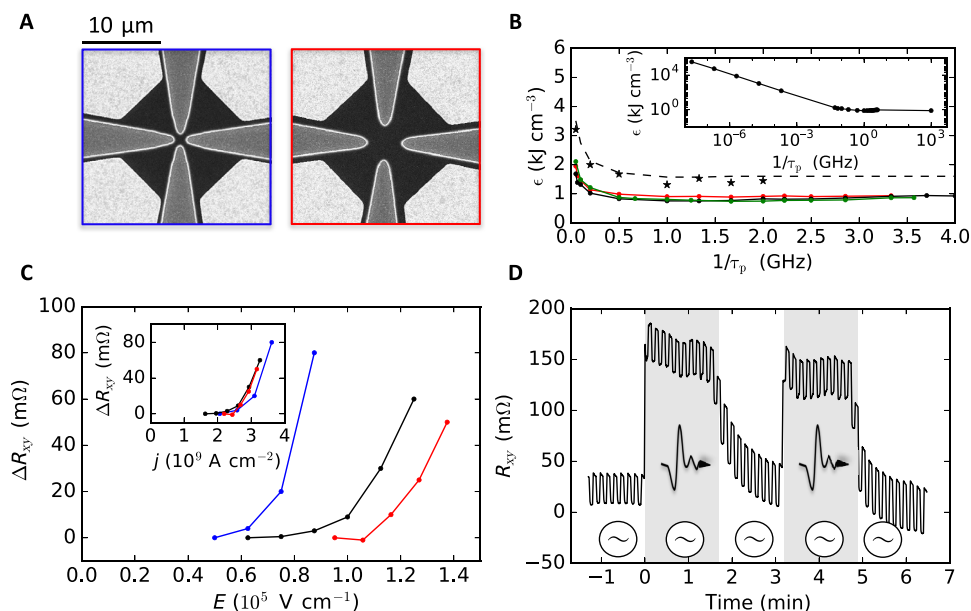 A
10 μm
B
ϵ (kJ cm⁻³)
6
5
4
3
2
1
0
0.0 0.5 1.0 1.5 2.0 2.5 3.0 3.5 4.0
1/τp (GHz)
ϵ (kJ cm⁻³)
10⁴
10⁰
10⁻⁶ 10⁻³ 10⁰ 10³
1/τp (GHz)
C
ΔRxy (mΩ)
100
80
60
40
20
0
0.2 0.4 0.6 0.8 1.0 1.2 1.4
E (10⁵ V cm⁻¹)
ΔRxy (mΩ)
80
40
0
0 1 2 3 4
j (10⁹ A cm⁻²)
D
Rxy (mΩ)
200
150
100
50
0
−50
−1 0 1 2 3 4 5 6 7
Time (min)
∼ ∼ ∼ ∼ ∼